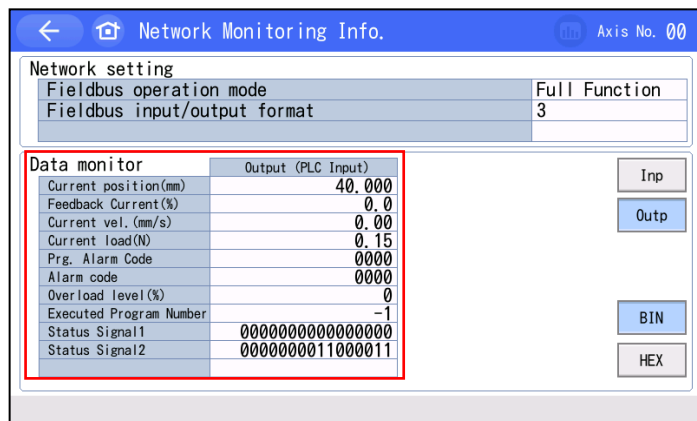 Network Monitoring Info. Axis No. 00
Network setting
Fieldbus operation mode Full Function
Fieldbus input/output format 3
Data monitor Output (PLC Input)
Current position(mm) 40.000
Feedback Current(%) 0.0
Current vel.(mm/s) 0.00
Current load(N) 0.15
Prg. Alarm Code 0000
Alarm code 0000
Overload level(%) 0
Executed Program Number -1
Status Signal1 0000000000000000
Status Signal2 0000000011000011
Inp
Outp
BIN
HEX